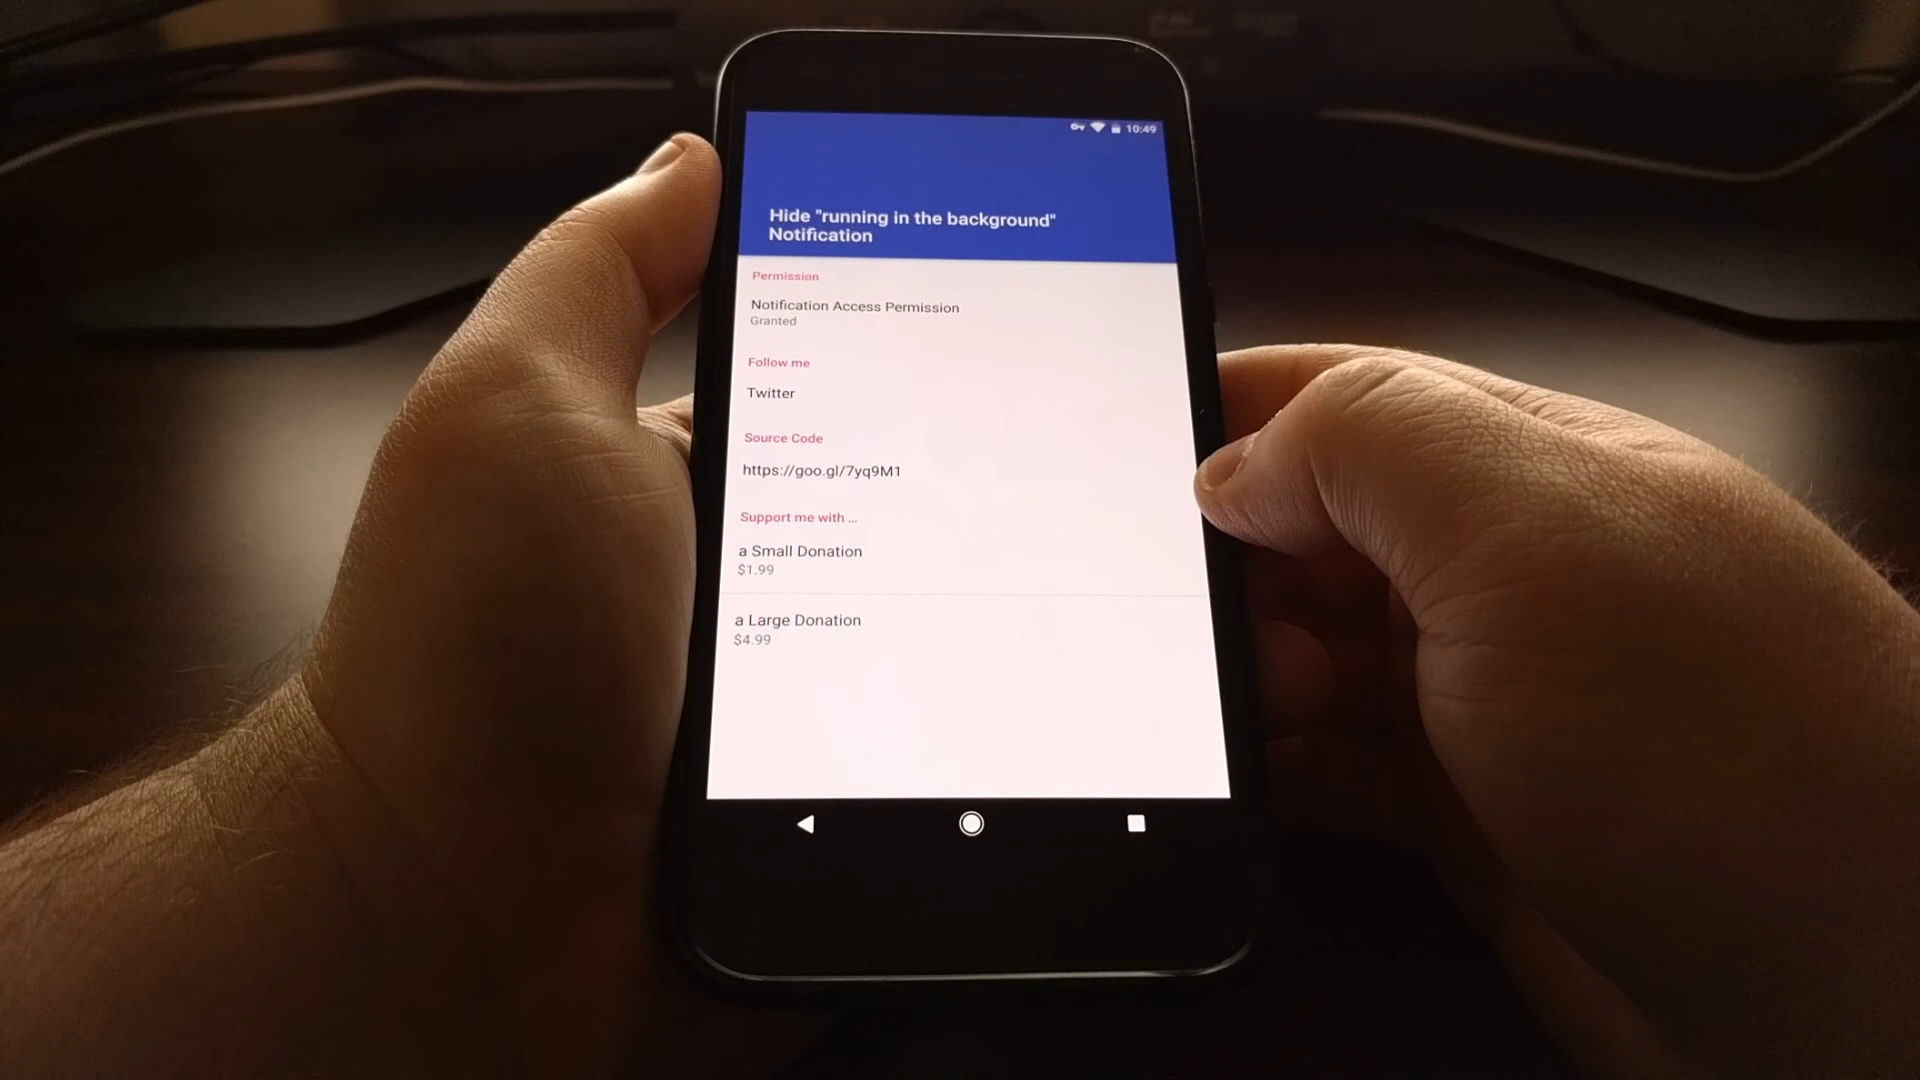 10:49
Hide "running in the background"
Notification
Permission
Notification Access Permission
Granted
Follow me
Twitter
Source Code
https://goo.gl/7yq9M1
Support me with ...
a Small Donation
$1.99
a Large Donation
$4.99